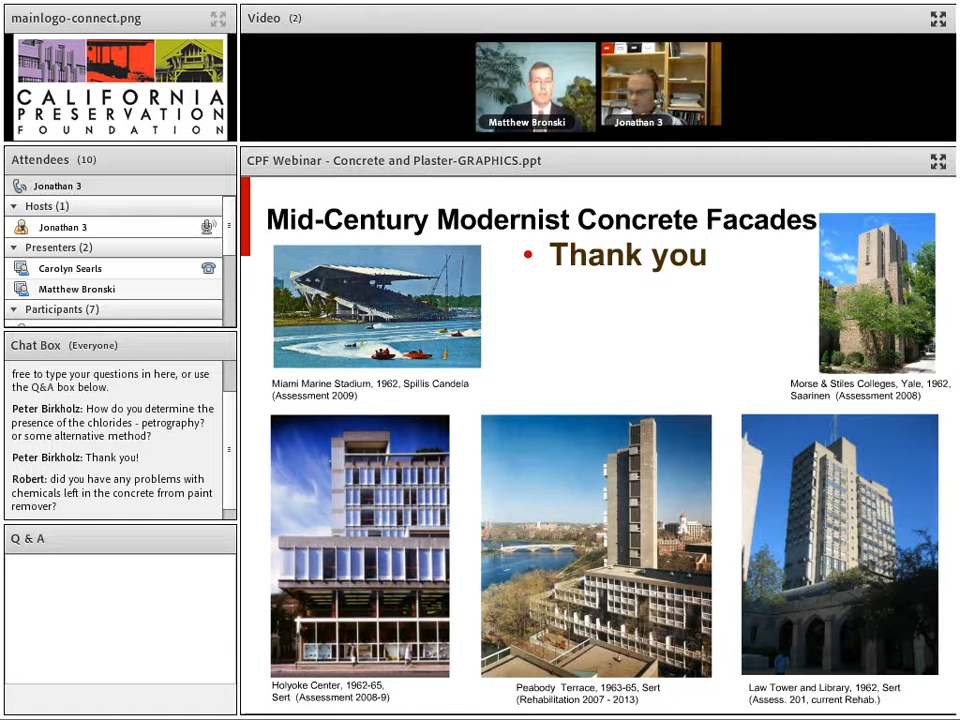 mainlogo-connect.png
CALIFORNIA
PRESERVATION
FOUNDATION
Attendees (10)
Jonathan 3
Hosts (1)
Jonathan 3
Presenters (2)
Carolyn Searls
Matthew Bronski
Participants (7)
Chat Box (Everyone)
free to type your questions in here, or use
the Q&A box below.
Peter Birkholz: How do you determine the
presence of the chlorides - petrography?
or some alternative method?
Peter Birkholz: Thank you!
Robert: did you have any problems with
chemicals left in the concrete frrom paint
remover?
Q & A
Video (2)
Matthew Bronski
Jonathan 3
CPF Webinar - Concrete and Plaster-GRAPHICS.ppt
Mid-Century Modernist Concrete Facades
• Thank you
Miami Marine Stadium, 1962, Spillis Candela
(Assessment 2009)
Morse & Stiles Colleges, Yale, 1962,
Saarinen (Assessment 2008)
Holyoke Center, 1962-65,
Sert (Assessment 2008-9)
Peabody Terrace, 1963-65, Sert
(Rehabilitation 2007 - 2013)
Law Tower and Library, 1962, Sert
(Assess. 201, current Rehab.)